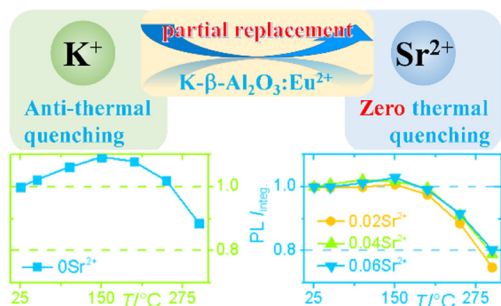 partial replacement
K⁺
Sr²⁺
K-β-Al₂O₃:Eu²⁺
Anti-thermal
quenching
Zero thermal
quenching
1.0
0.8
0Sr²⁺
25 150 T/°C 275
PL I_integ
1.0
0.8
0.02Sr²⁺
0.04Sr²⁺
0.06Sr²⁺
25 150 T/°C 275